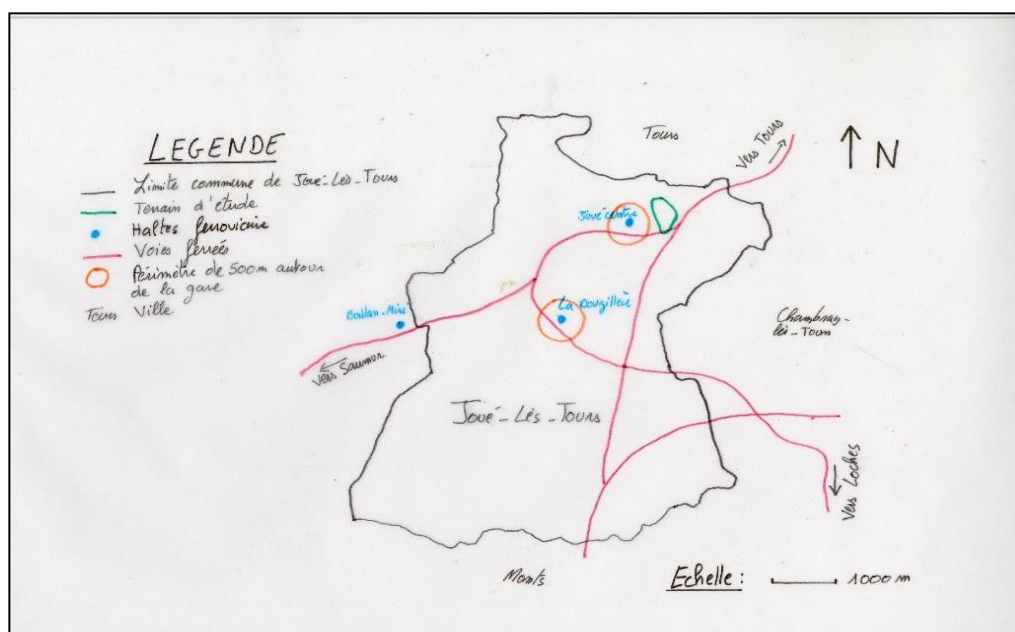 LEGENDE
Limite commune de Joué-Lès-Tours
Terrain d'étude
Haltes ferroviaire
Voies ferrées
Périmètre de 500m autour
de la gare
Tours Ville
Tours
vers Tours
N
Joué centre
La Douzillère
Ballan-Miré
vers Saumur
Chambray-
lès-Tours
Joué-Lès-Tours
vers Loches
Monts
Echelle : 1000 m